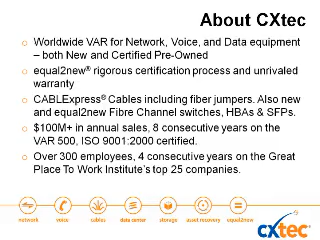 About CXtec
o Worldwide VAR for Network, Voice, and Data equipment
– both New and Certified Pre-Owned
o equal2new® rigorous certification process and unrivaled
warranty
o CABLExpress® Cables including fiber jumpers. Also new
and equal2new Fibre Channel switches, HBAs & SFPs.
o $100M+ in annual sales, 8 consecutive years on the
VAR 500, ISO 9001:2000 certified.
o Over 300 employees, 4 consecutive years on the Great
Place To Work Institute's top 25 companies.
network voice cables data center storage asset recovery equal2new
cxtec